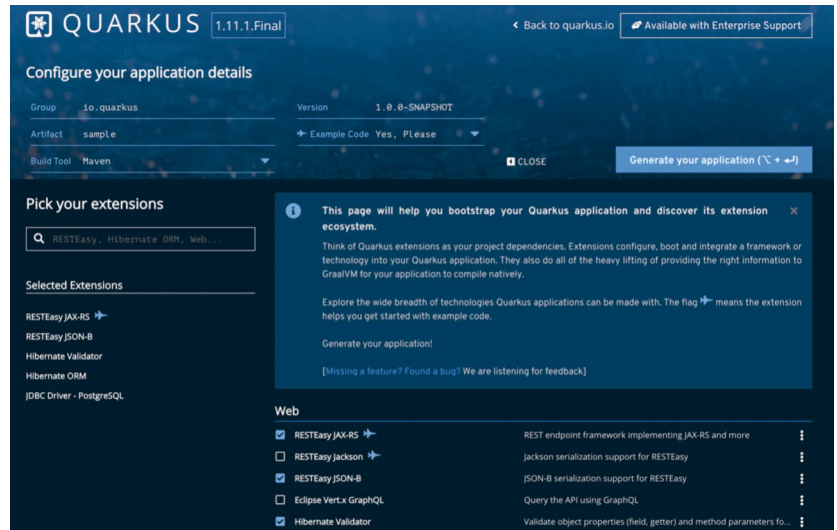 QUARKUS 1.11.1.Final
Back to quarkus.io
Available with Enterprise Support
Configure your application details
Group io.quarkus
Version 1.0.0-SNAPSHOT
Artifact sample
Example Code Yes, Please
Build Tool Maven
CLOSE
Generate your application (⌥ + ↵)
Pick your extensions
RESTEasy, Hibernate ORM, Web...
Selected Extensions
RESTEasy JAX-RS
RESTEasy JSON-B
Hibernate Validator
Hibernate ORM
JDBC Driver - PostgreSQL
This page will help you bootstrap your Quarkus application and discover its extension
ecosystem.
Think of Quarkus extensions as your project dependencies. Extensions configure, boot and integrate a framework or
technology into your Quarkus application. They also do all of the heavy lifting of providing the right information to
GraalVM for your application to compile natively.
Explore the wide breadth of technologies Quarkus applications can be made with. The flag means the extension
helps you get started with example code.
Generate your application!
[Missing a feature? Found a bug? We are listening for feedback]
Web
RESTEasy JAX-RS REST endpoint framework implementing JAX-RS and more
RESTEasy Jackson Jackson serialization support for RESTEasy
RESTEasy JSON-B JSON-B serialization support for RESTEasy
Eclipse Vert.x GraphQL Query the API using GraphQL
Hibernate Validator Validate object properties (field, getter) and method parameters fo...